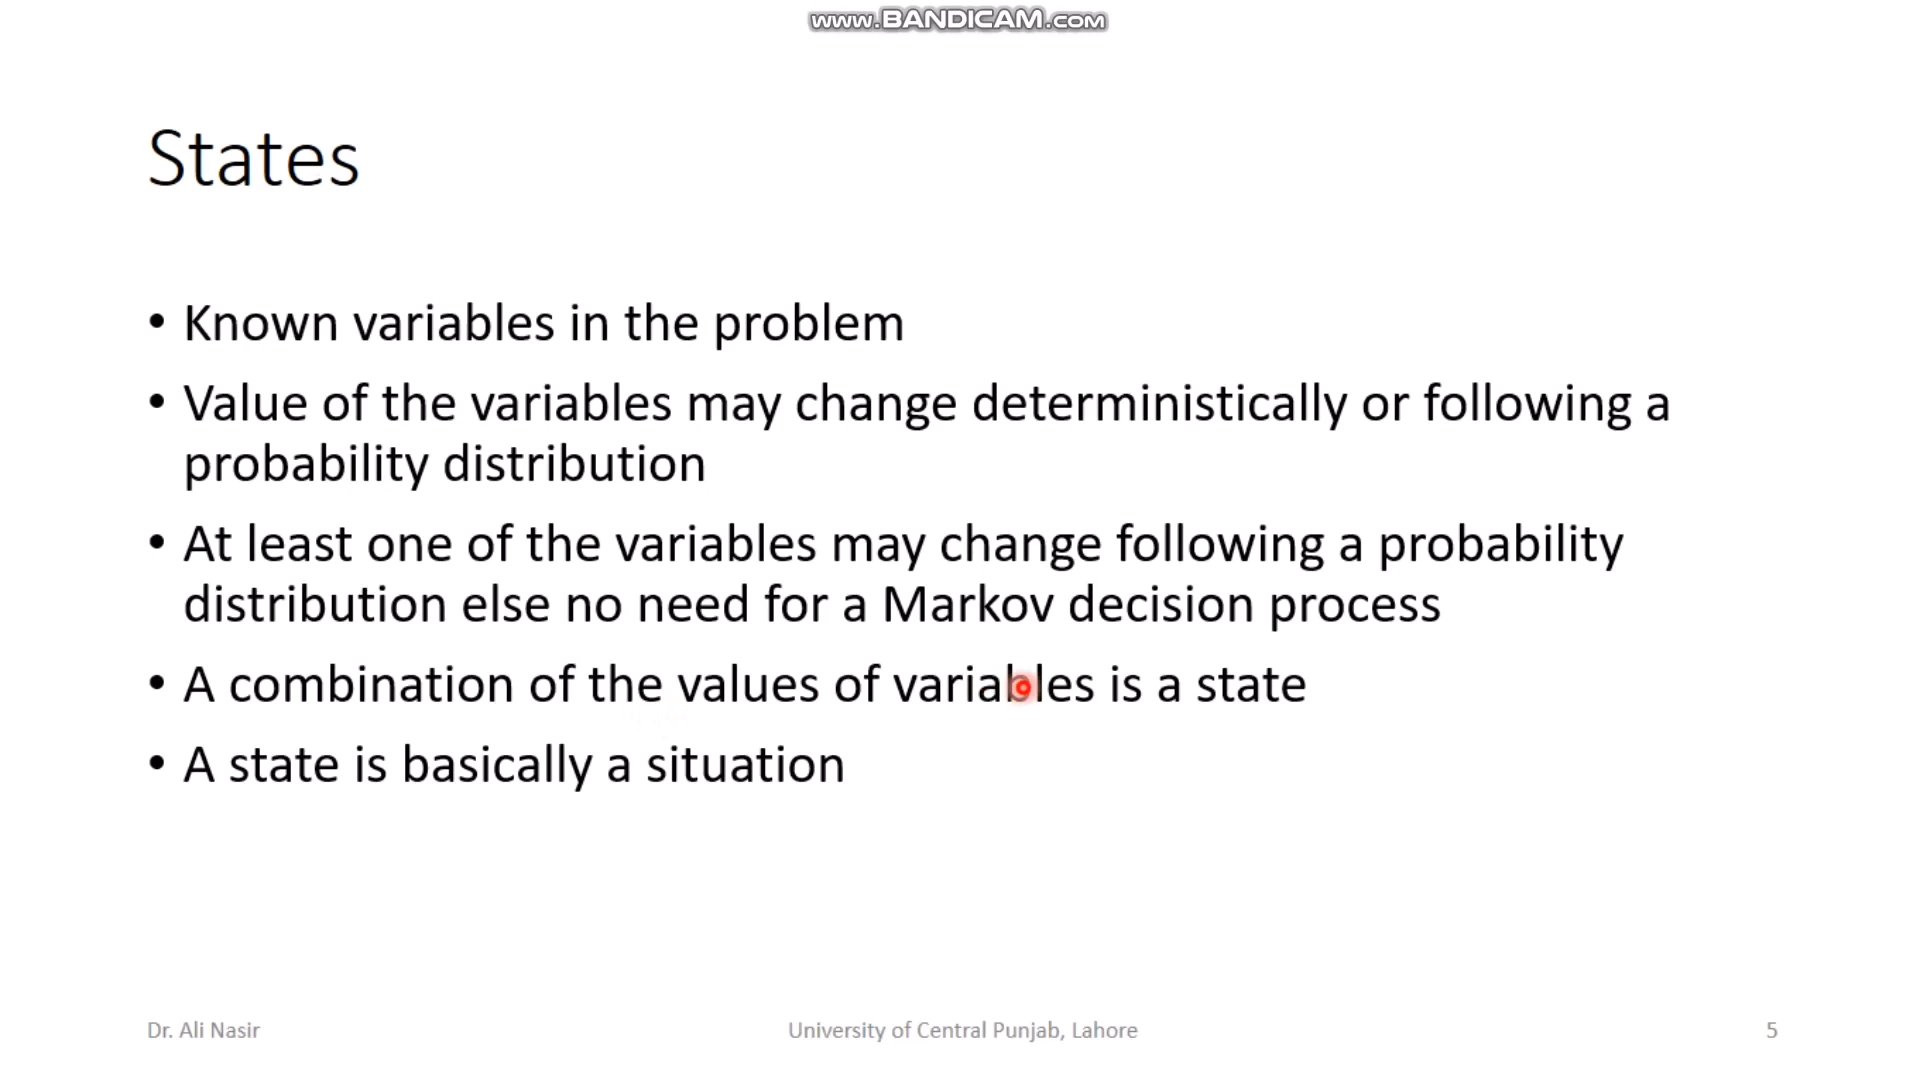 www.BANDICAM.com
States
• Known variables in the problem
• Value of the variables may change deterministically or following a
probability distribution
• At least one of the variables may change following a probability
distribution else no need for a Markov decision process
• A combination of the values of variables is a state
• A state is basically a situation
Dr. Ali Nasir
University of Central Punjab, Lahore
5